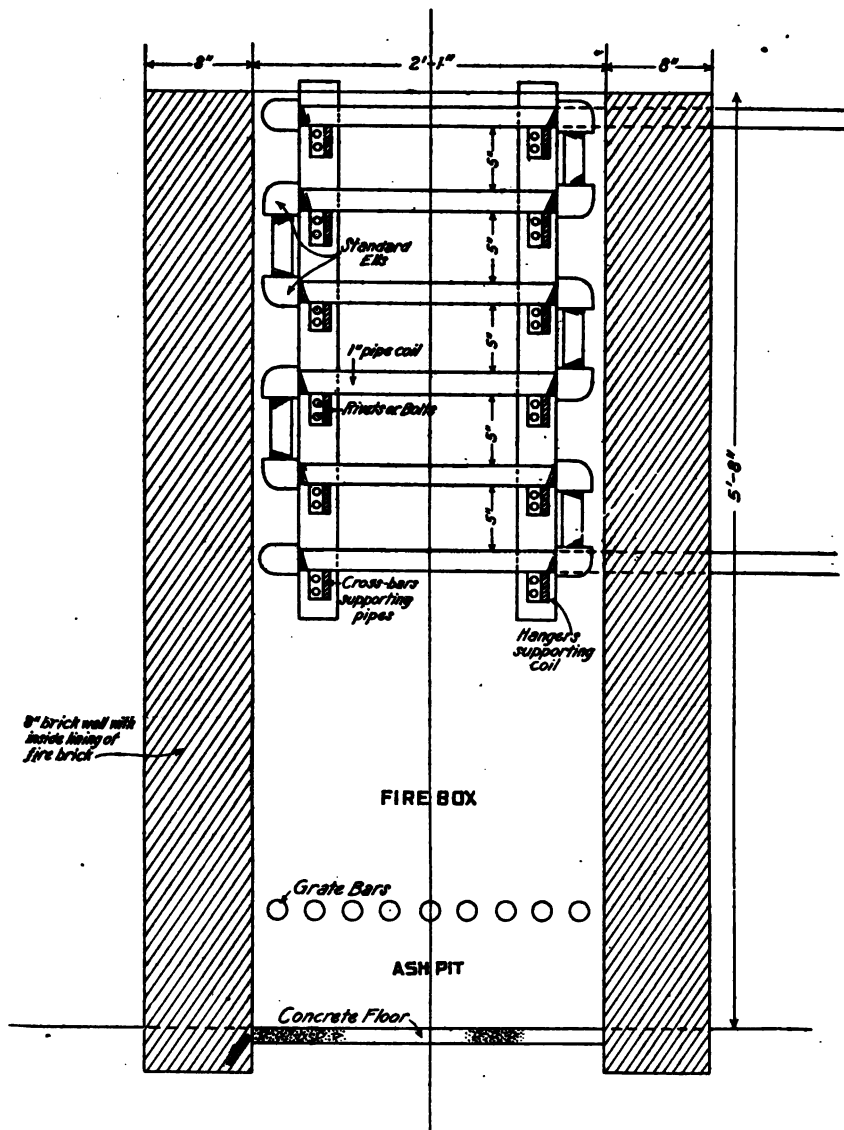 8"
2'-1"
8"
5"
5"
Standard
Ells
5"
1" pipe coil
Rivets or Bolts
5"
5"
5'-8"
Cross-bars
supporting
pipes
Hangers
supporting
coil
8" brick wall with
inside lining of
fire brick
FIRE BOX
Grate Bars
ASH PIT
Concrete Floor